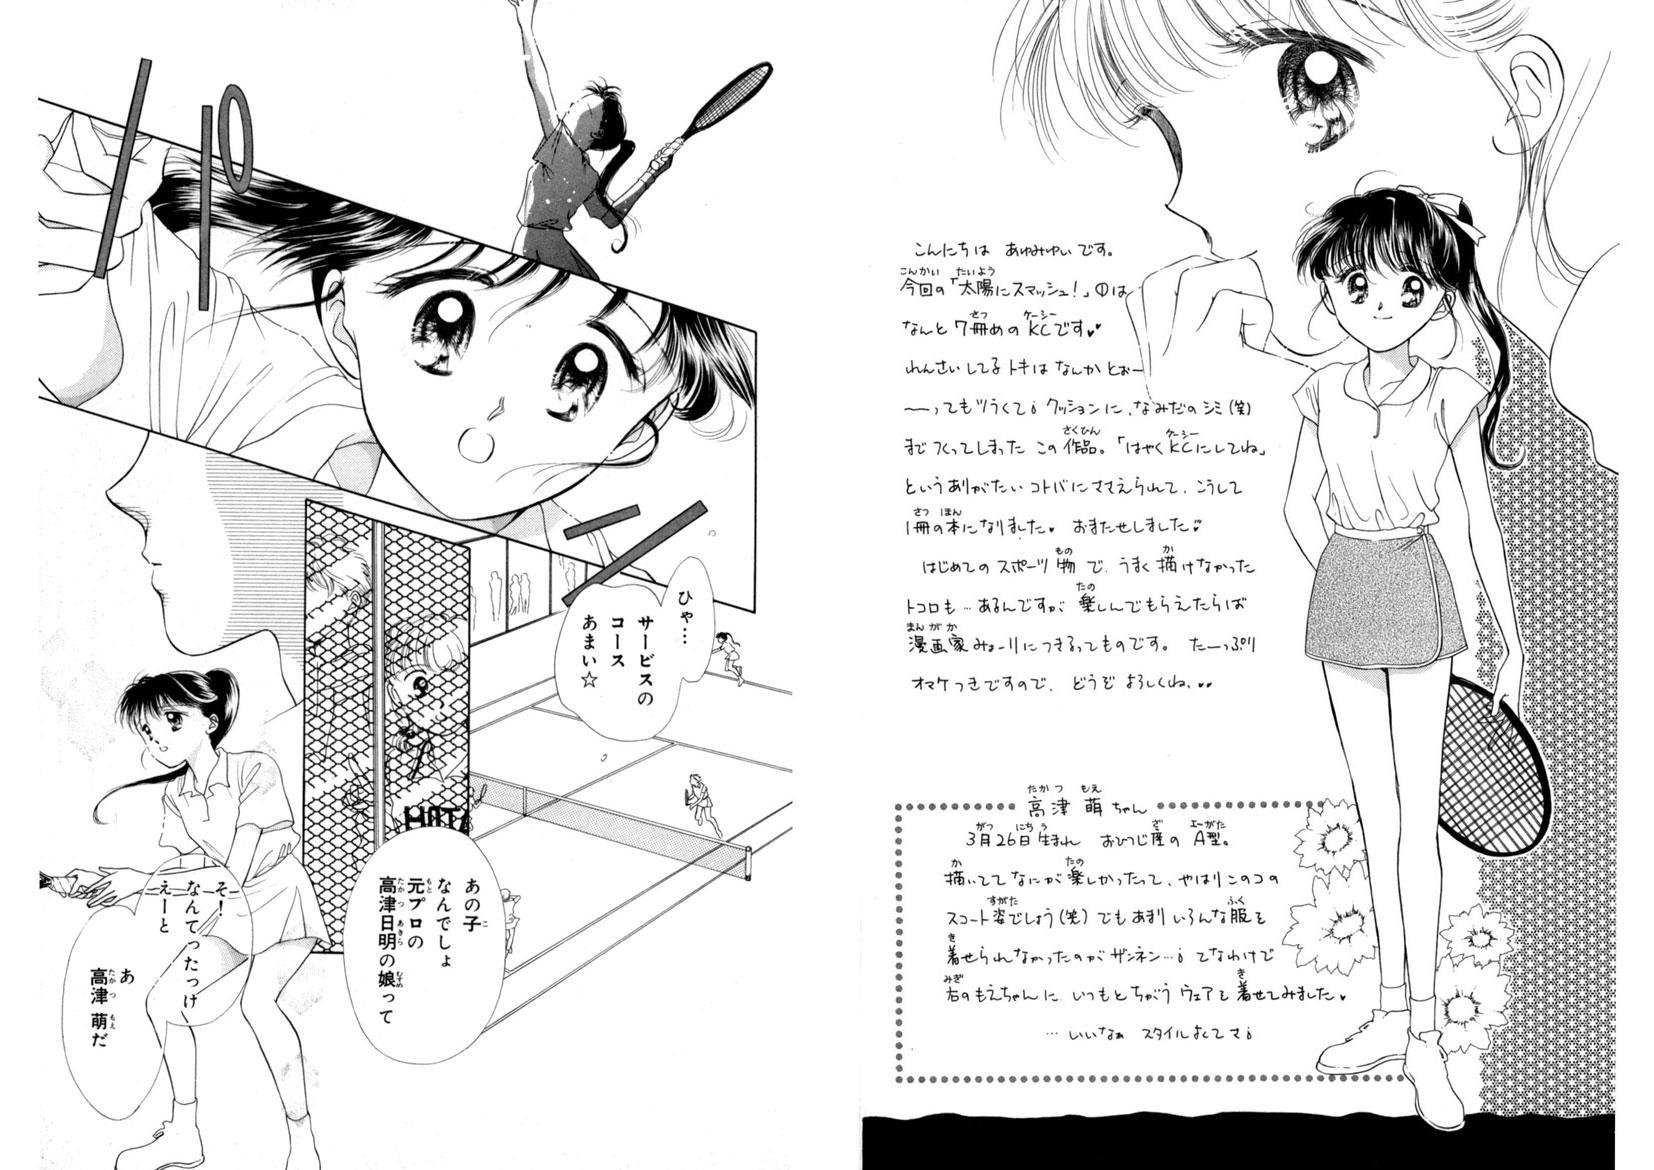 こんにちは あゆみゆいです。
今回の「太陽にスマッシュ!」①は
なんと 7冊めの KCです♥♥
れんさいしてる トキは なんか とぉー
ーーってもツラくて。クッションに、なみだの シミ(笑)
まで つくってしまった この 作品。「はやく KCにしてね」
という ありがたい コトバに ささえられて、こうして
1冊の本になりました♥ おまたせしました♥
はじめての スポーツ物で、うまく 描けなかった
トコロも…あるんですが 楽しんでもらえたらば
漫画家みょーりにつきるってものです。 たーっぷり
オマケつきですので、どうぞ よろしくね、♥♥
高津 萌ちゃん
3月26日 生まれ おひつじ座の A型。
描いてて なにが 楽しかったって、やはり このコの
スコート姿でしょう(笑) でもあまり いろんな服を
着せられなかったのが ザンネン…。てなわけで
右のもえちゃんに、いつもと ちがう ウェアを 着せてみました♥
…いいなぁ スタイルよくてさ。
パ
ひゃ…
サービスの
コース
あまい☆
HOTA
あの子
なんでしょ
元プロの
高津日明の娘って
そ!
なんてったっけ
えーと
あ
高津 萌だ